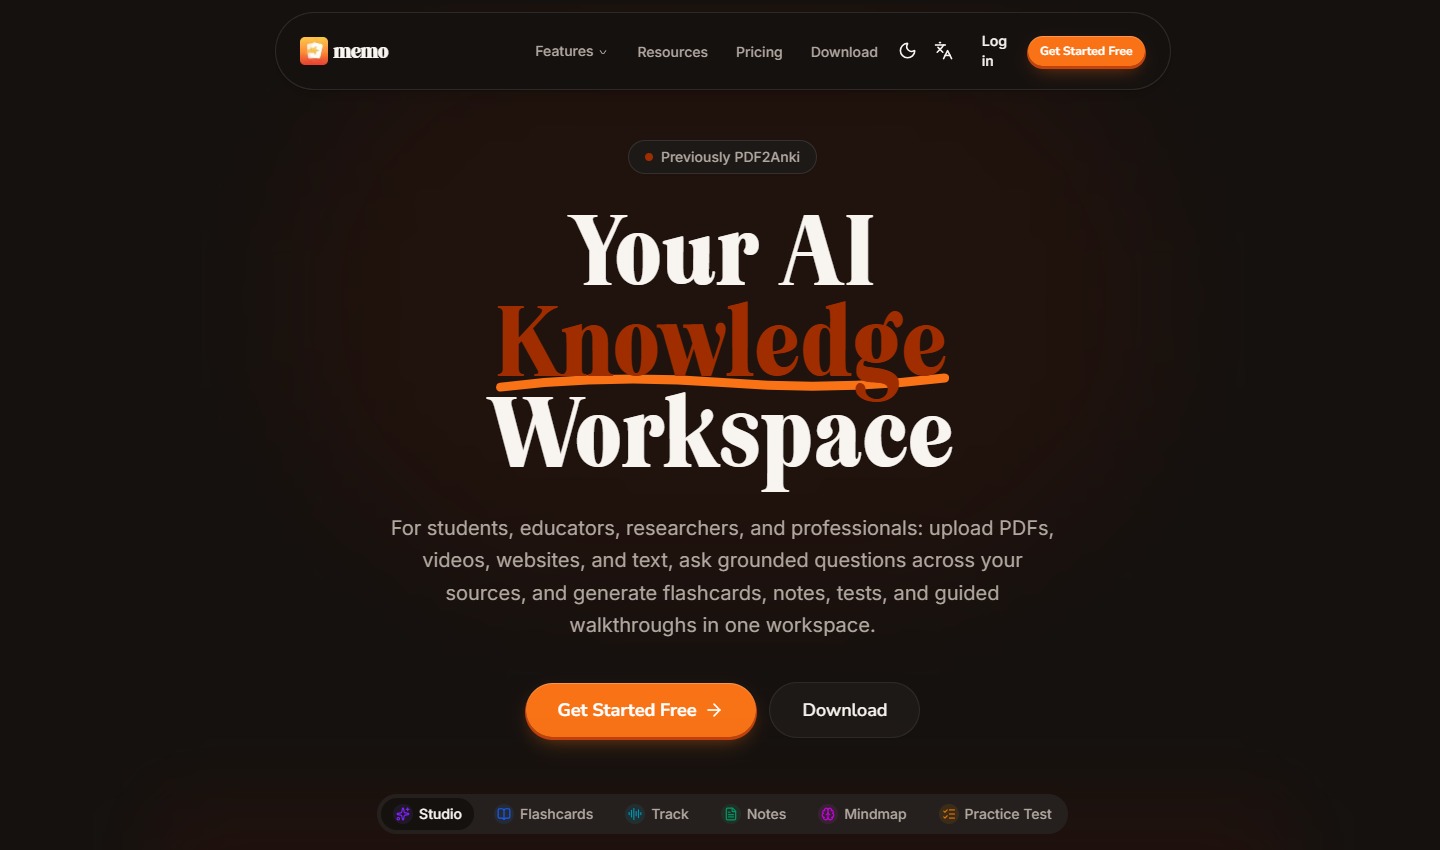 memo
Features
Resources
Pricing
Download
Log
in
Get Started Free
Previously PDF2Anki
Your AI
Knowledge
Workspace
For students, educators, researchers, and professionals: upload PDFs,
videos, websites, and text, ask grounded questions across your
sources, and generate flashcards, notes, tests, and guided
walkthroughs in one workspace.
Get Started Free
Download
Studio
Flashcards
Track
Notes
Mindmap
Practice Test